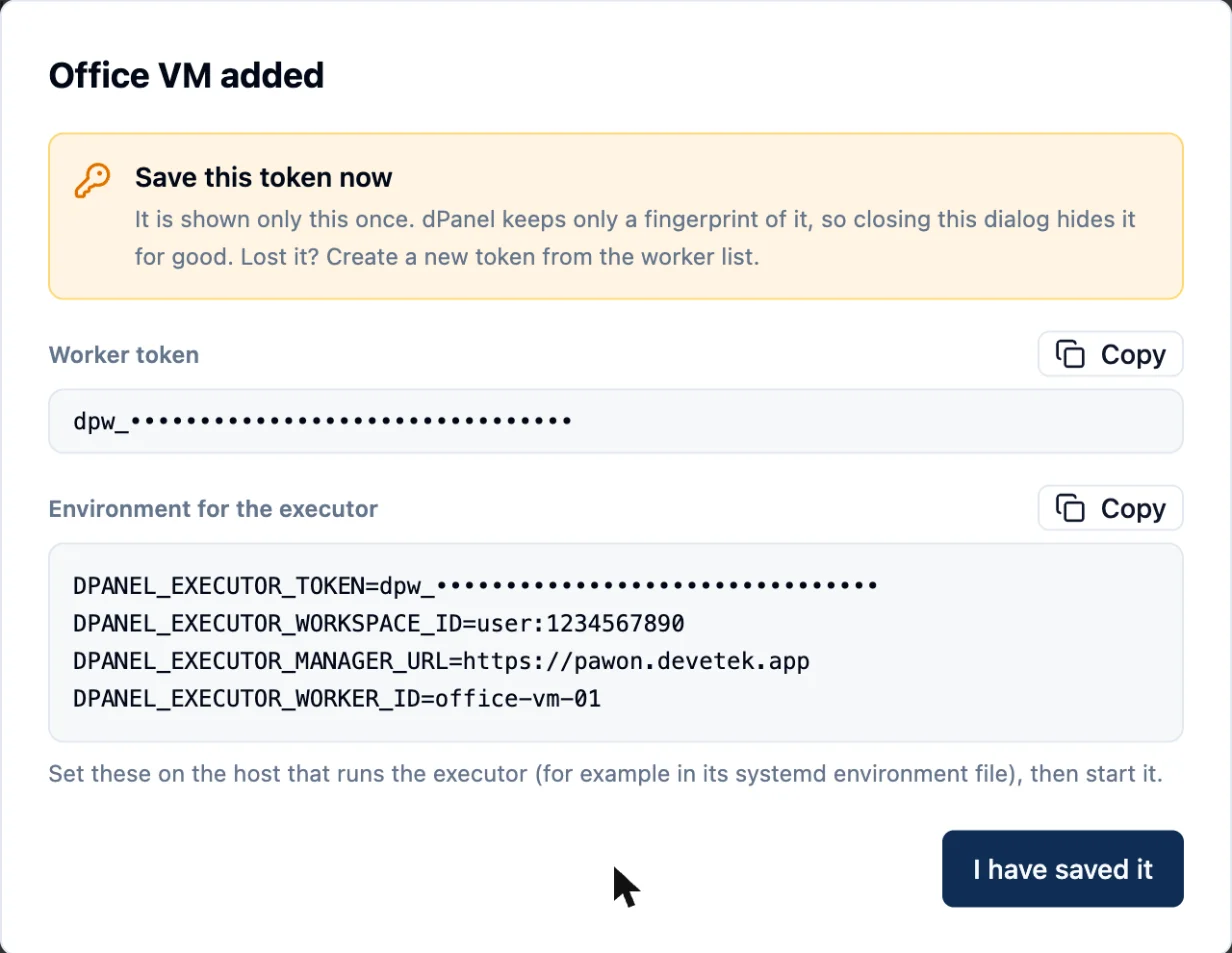 Office VM added
Save this token now
It is shown only this once. dPanel keeps only a fingerprint of it, so closing this dialog hides it
for good. Lost it? Create a new token from the worker list.
Worker token
Copy
dpw_••••••••••••••••••••••••••••••••
Environment for the executor
Copy
DPANEL_EXECUTOR_TOKEN=dpw_••••••••••••••••••••••••••••••••
DPANEL_EXECUTOR_WORKSPACE_ID=user:1234567890
DPANEL_EXECUTOR_MANAGER_URL=https://pawon.devetek.app
DPANEL_EXECUTOR_WORKER_ID=office-vm-01
Set these on the host that runs the executor (for example in its systemd environment file), then start it.
I have saved it